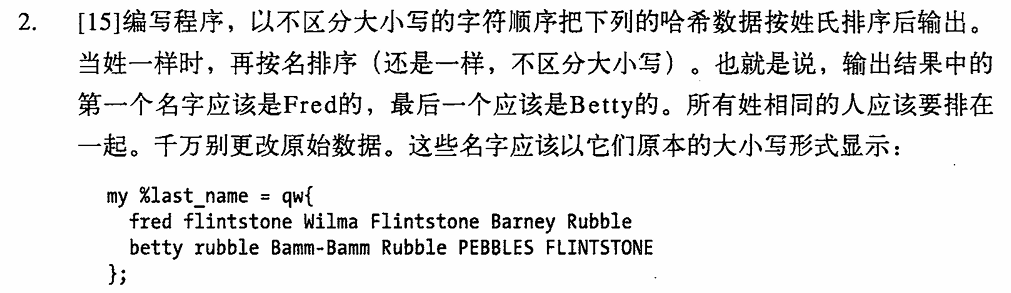 2. [15]编写程序，以不区分大小写的字符顺序把下列的哈希数据按姓氏排序后输出。
当姓一样时，再按名排序（还是一样，不区分大小写）。也就是说，输出结果中的
第一个名字应该是Fred的，最后一个应该是Betty的。所有姓相同的人应该要排在
一起。千万别更改原始数据。这些名字应该以它们原本的大小写形式显示：
my %last_name = qw{
fred flintstone Wilma Flintstone Barney Rubble
betty rubble Bamm-Bamm Rubble PEBBLES FLINTSTONE
};